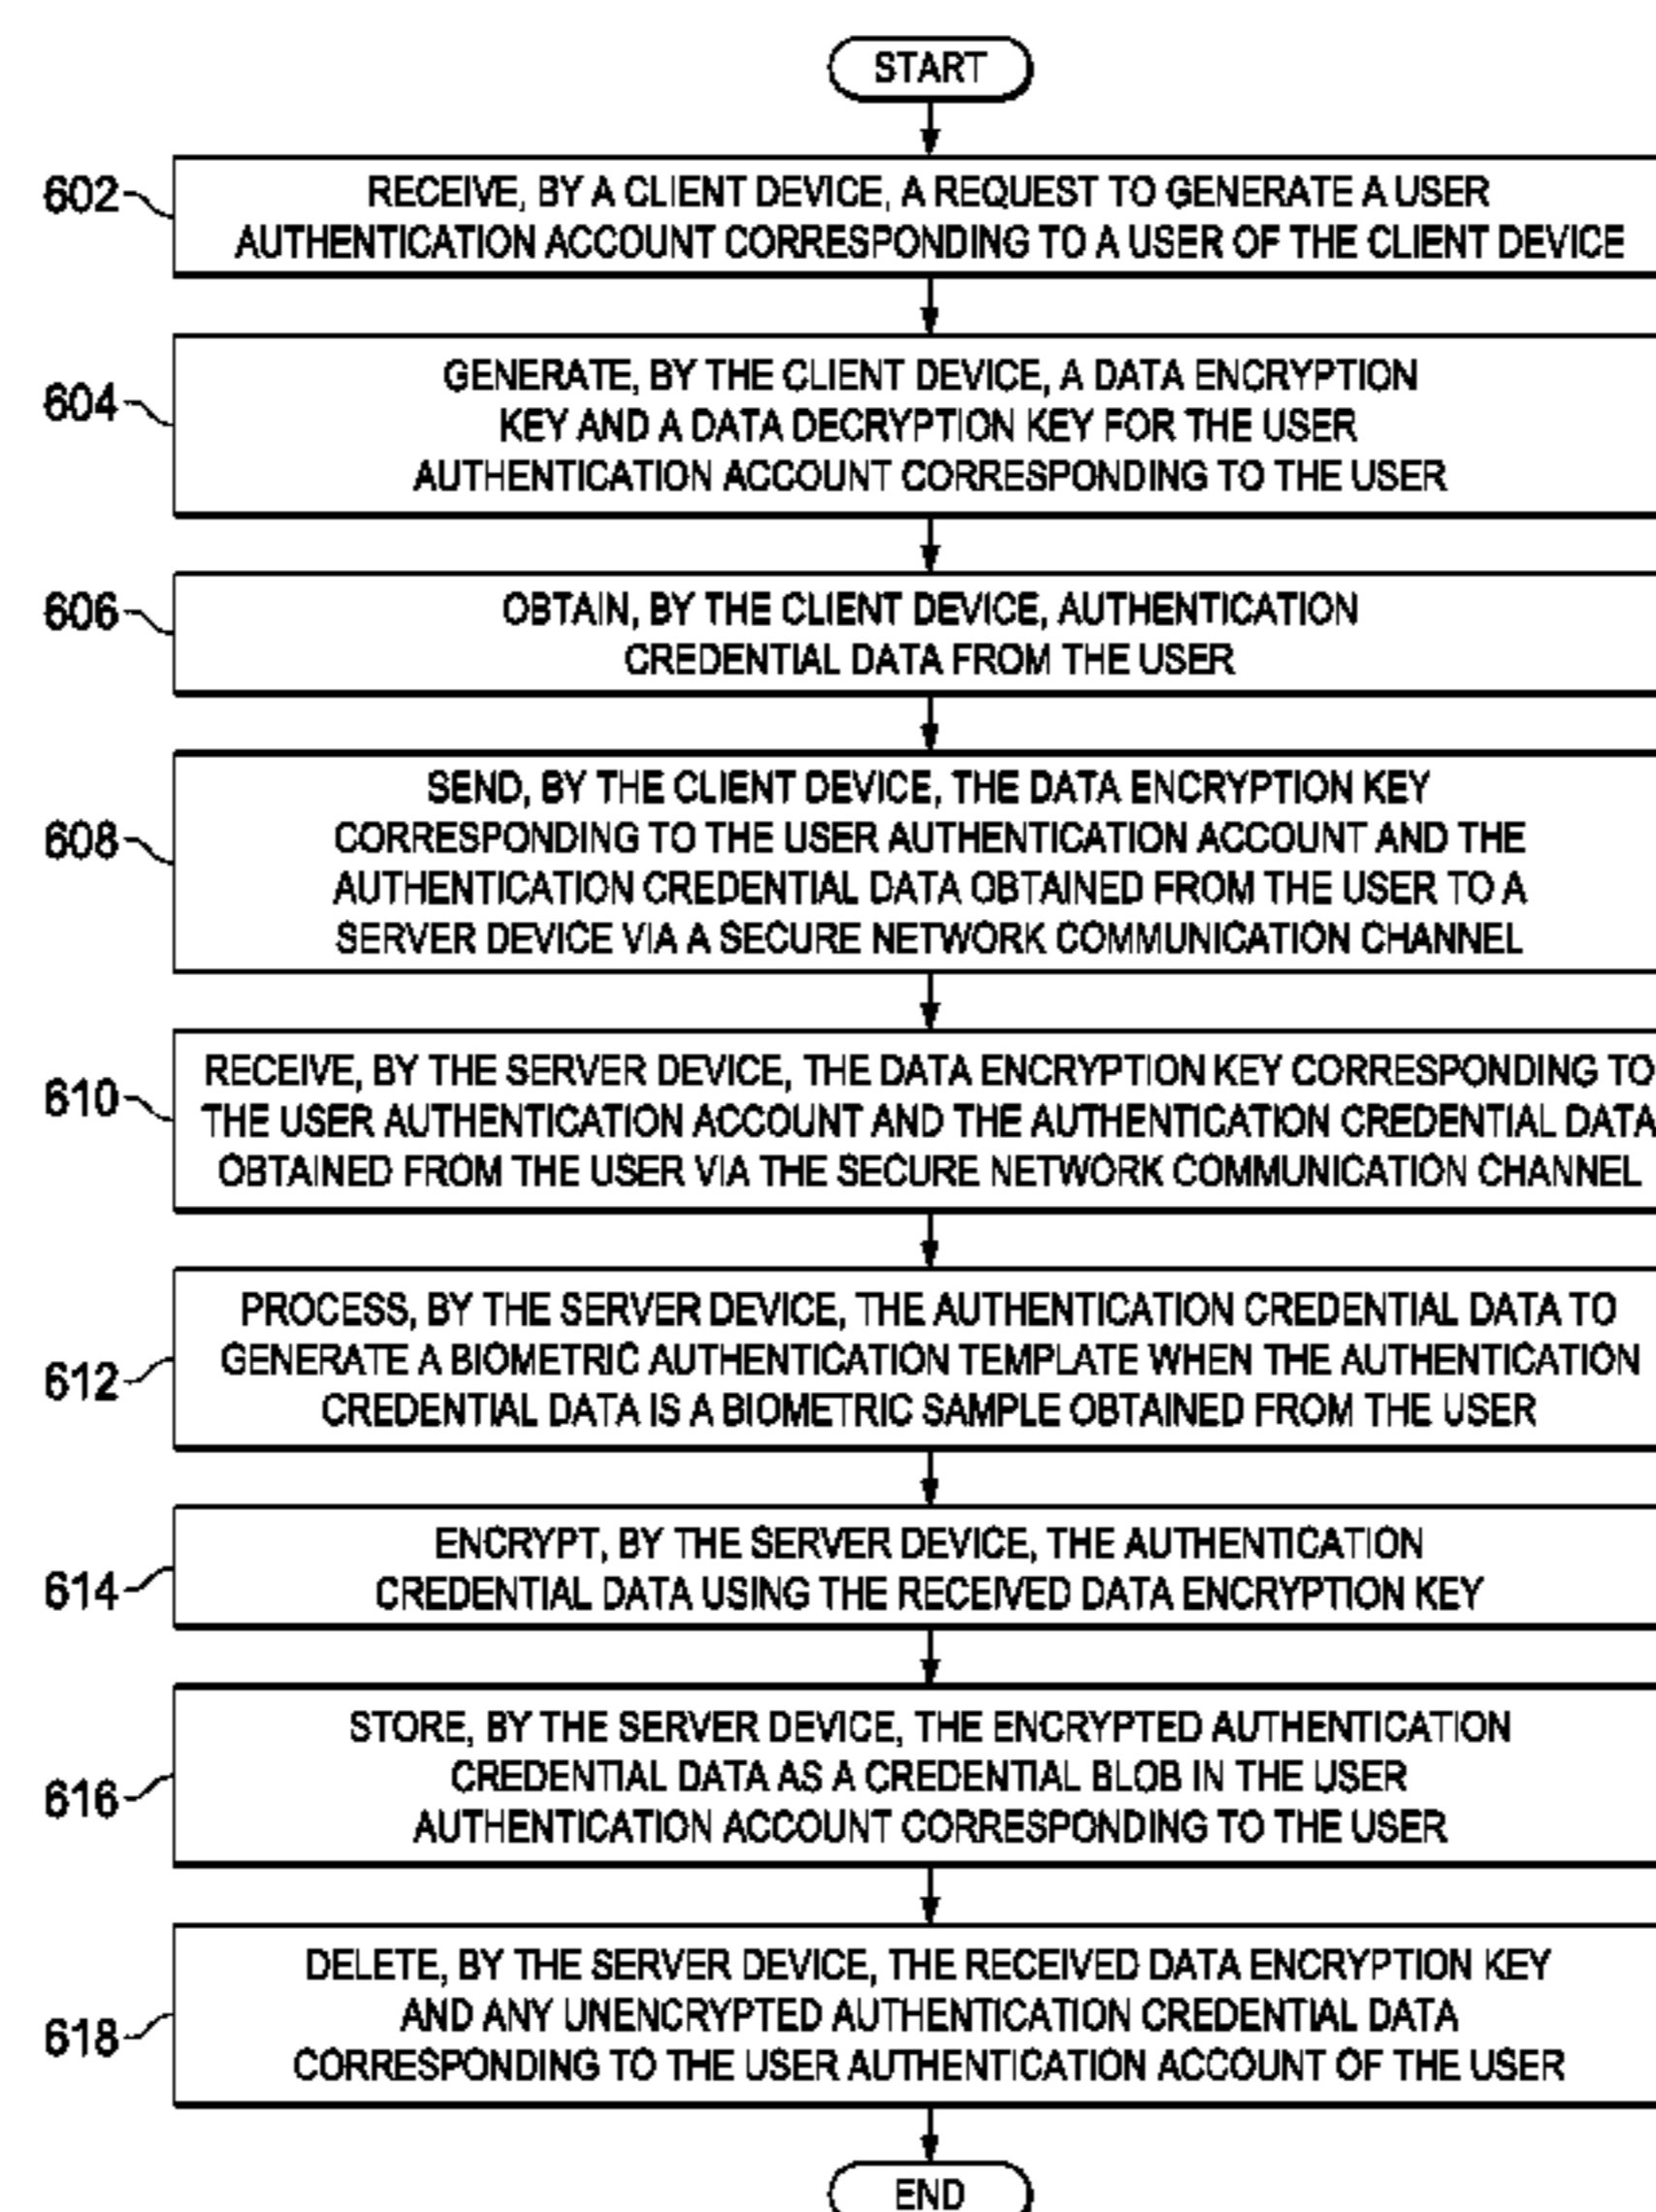 START
602
RECEIVE, BY A CLIENT DEVICE, A REQUEST TO GENERATE A USER
AUTHENTICATION ACCOUNT CORRESPONDING TO A USER OF THE CLIENT DEVICE
604
GENERATE, BY THE CLIENT DEVICE, A DATA ENCRYPTION
KEY AND A DATA DECRYPTION KEY FOR THE USER
AUTHENTICATION ACCOUNT CORRESPONDING TO THE USER
606
OBTAIN, BY THE CLIENT DEVICE, AUTHENTICATION
CREDENTIAL DATA FROM THE USER
608
SEND, BY THE CLIENT DEVICE, THE DATA ENCRYPTION KEY
CORRESPONDING TO THE USER AUTHENTICATION ACCOUNT AND THE
AUTHENTICATION CREDENTIAL DATA OBTAINED FROM THE USER TO A
SERVER DEVICE VIA A SECURE NETWORK COMMUNICATION CHANNEL
610
RECEIVE, BY THE SERVER DEVICE, THE DATA ENCRYPTION KEY CORRESPONDING TO
THE USER AUTHENTICATION ACCOUNT AND THE AUTHENTICATION CREDENTIAL DATA
OBTAINED FROM THE USER VIA THE SECURE NETWORK COMMUNICATION CHANNEL
612
PROCESS, BY THE SERVER DEVICE, THE AUTHENTICATION CREDENTIAL DATA TO
GENERATE A BIOMETRIC AUTHENTICATION TEMPLATE WHEN THE AUTHENTICATION
CREDENTIAL DATA IS A BIOMETRIC SAMPLE OBTAINED FROM THE USER
614
ENCRYPT, BY THE SERVER DEVICE, THE AUTHENTICATION
CREDENTIAL DATA USING THE RECEIVED DATA ENCRYPTION KEY
616
STORE, BY THE SERVER DEVICE, THE ENCRYPTED AUTHENTICATION
CREDENTIAL DATA AS A CREDENTIAL BLOB IN THE USER
AUTHENTICATION ACCOUNT CORRESPONDING TO THE USER
618
DELETE, BY THE SERVER DEVICE, THE RECEIVED DATA ENCRYPTION KEY
AND ANY UNENCRYPTED AUTHENTICATION CREDENTIAL DATA
CORRESPONDING TO THE USER AUTHENTICATION ACCOUNT OF THE USER
END